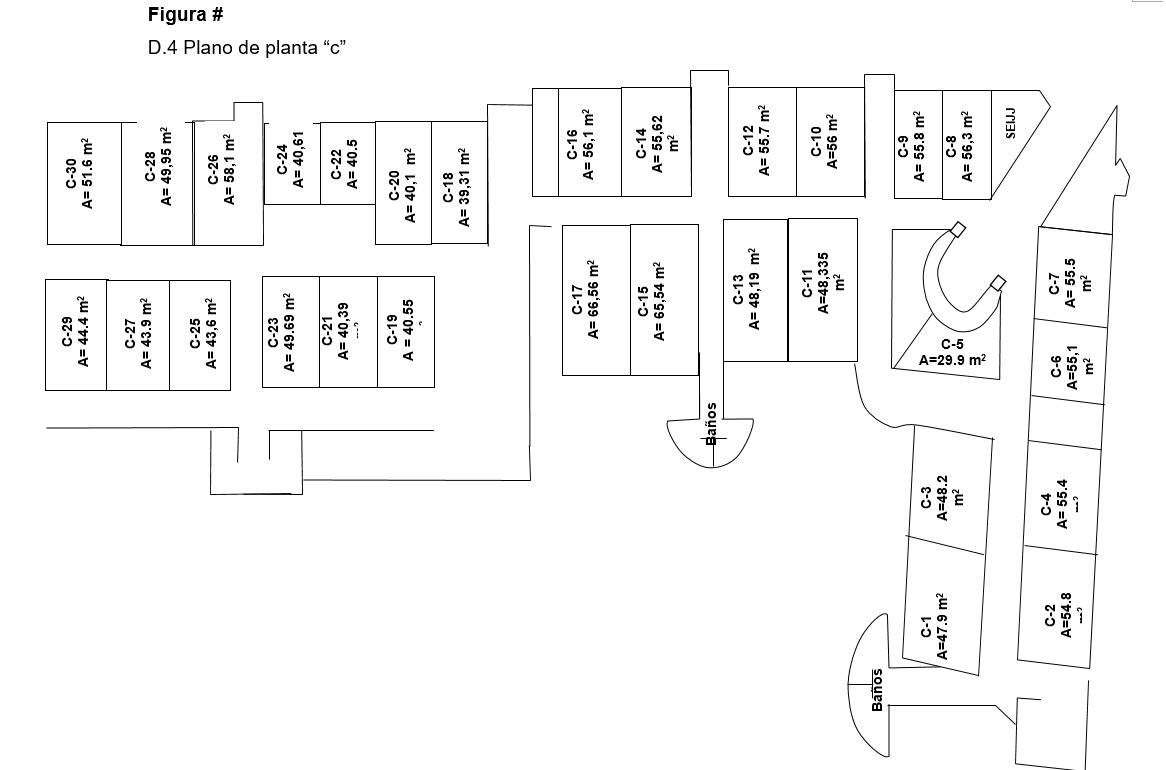 Figura #
D.4 Plano de planta “c”
C-30
A= 51.6 m²
C-28
A= 49,95 m²
C-26
A= 58,1 m²
C-24
A= 40,61
C-22
A= 40.5
C-20
A= 40,1 m²
C-18
A= 39,31 m²
C-16
A= 56,1 m²
C-14
A= 55,62
m²
C-12
A= 55.7 m²
C-10
A=56 m²
C-9
A= 55.8 m²
C-8
A= 56,3 m²
SEIJJ
C-29
A= 44.4 m²
C-27
A= 43.9 m²
C-25
A= 43,6 m²
C-23
A= 49.69 m²
C-21
A= 40,39
C-19
A = 40.55
C-17
A= 66,56 m²
C-15
A= 65,54 m²
C-13
A= 48,19 m²
C-11
A=48,335
m²
C-5
A=29.9 m²
C-7
A= 55.5
m²
C-6
A=55,1
m²
Baños
C-3
A=48.2
m²
C-4
A= 55.4
C-1
A=47.9 m²
C-2
A=54.8
Baños